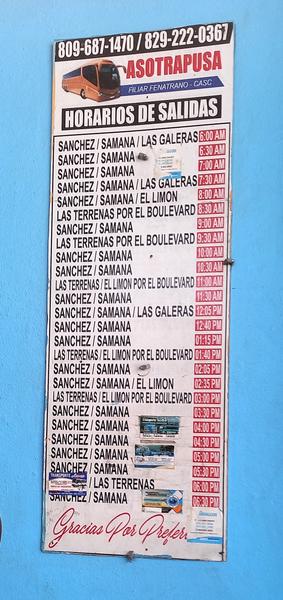 809-687-1470 / 829-222-0367
ASOTRAPUSA
FILIAR FENATRANO - CASC
HORARIOS DE SALIDAS
SANCHEZ / SAMANA / LAS GALERAS 6:00 AM
SANCHEZ / SAMANA 6:30 AM
SANCHEZ / SAMANA 7:00 AM
SANCHEZ / SAMANA / LAS GALERAS 7:30 AM
SANCHEZ / SAMANA / EL LIMON 8:00 AM
LAS TERRENAS POR EL BOULEVARD 8:30 AM
SANCHEZ / SAMANA 9:00 AM
LAS TERRENAS POR EL BOULEVARD 9:30 AM
SANCHEZ / SAMANA 10:00 AM
SANCHEZ / SAMANA 10:30 AM
LAS TERRENAS / EL LIMON POR EL BOULEVARD 11:00 AM
SANCHEZ / SAMANA 11:30 AM
SANCHEZ / SAMANA / LAS GALERAS 12:05 PM
SANCHEZ / SAMANA 12:40 PM
SANCHEZ / SAMANA 01:15 PM
LAS TERRENAS / EL LIMON POR EL BOULEVARD 01:40 PM
SANCHEZ / SAMANA 02:05 PM
SANCHEZ / SAMANA / EL LIMON 02:35 PM
LAS TERRENAS / EL LIMON POR EL BOULEVARD 03:00 PM
SANCHEZ / SAMANA 03:30 PM
SANCHEZ / SAMANA 04:00 PM
SANCHEZ / SAMANA 04:30 PM
SANCHEZ / SAMANA 05:00 PM
SANCHEZ / SAMANA 05:30 PM
/ LAS TERRENAS 06:00 PM
/ SAMANA 06:30 PM
Gracias Por Prefer